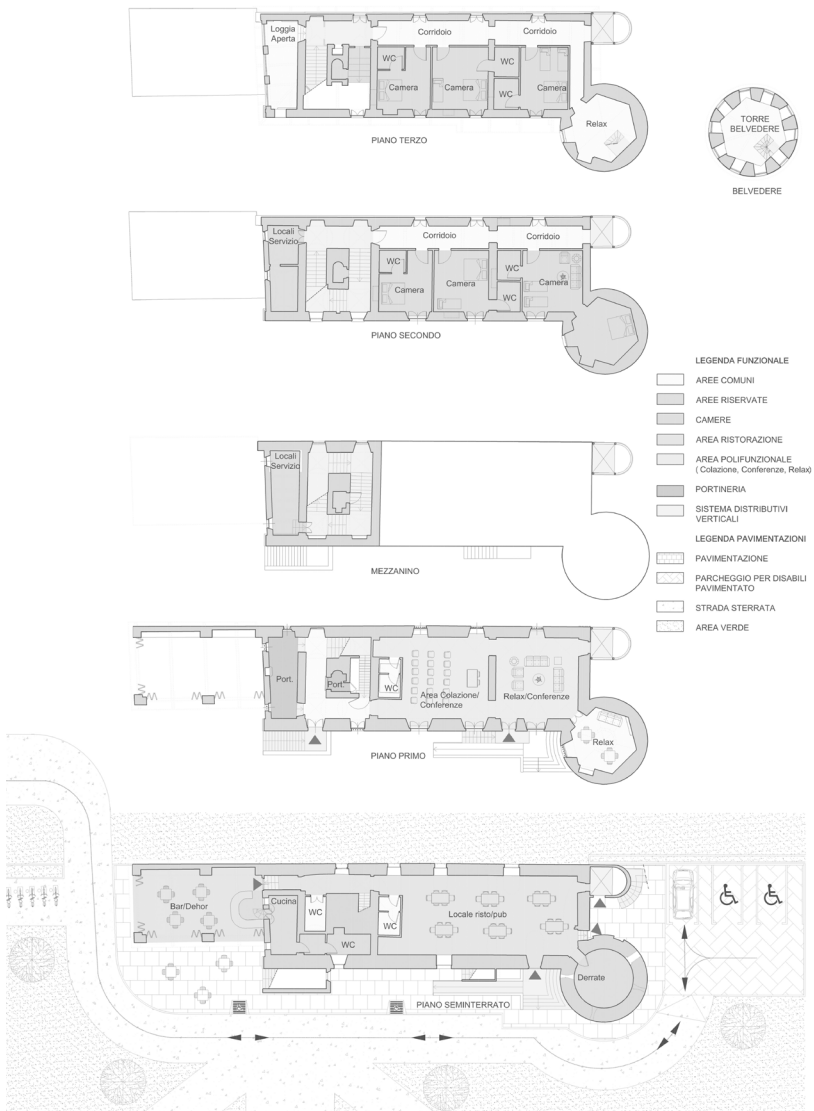 Loggia
Aperta
Corridoio
Corridoio
WC
WC
Camera
Camera
Camera
WC
Relax
PIANO TERZO
TORRE
BELVEDERE
BELVEDERE
Locali
Servizio
Corridoio
Corridoio
WC
WC
Camera
Camera
Camera
WC
PIANO SECONDO
LEGENDA FUNZIONALE
AREE COMUNI
AREE RISERVATE
CAMERE
AREA RISTORAZIONE
AREA POLIFUNZIONALE
( Colazione, Conferenze, Relax)
PORTINERIA
SISTEMA DISTRIBUTIVI
VERTICALI
LEGENDA PAVIMENTAZIONI
PAVIMENTAZIONE
PARCHEGGIO PER DISABILI
PAVIMENTATO
STRADA STERRATA
AREA VERDE
Locali
Servizio
MEZZANINO
Port.
Port.
WC
Area Colazione/
Conferenze
Relax/Conferenze
Relax
PIANO PRIMO
Bar/Dehor
Cucina
WC
WC
WC
Locale risto/pub
Derrate
PIANO SEMINTERRATO